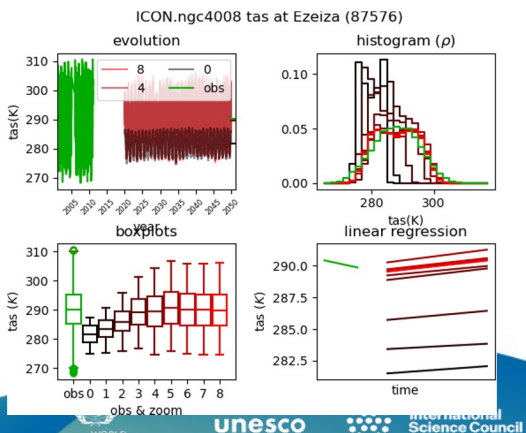 ICON.ngc4008 tas at Ezeiza (87576)
evolution
tas(K)
310
300
290
280
270
8
4
0
obs
2005
2010
2015
2020
2025
2030
2035
2040
2045
2050
year
histogram (ρ)
0.10
0.05
0.00
280
300
tas(K)
boxplots
tas (K)
310
300
290
280
270
obs 0 1 2 3 4 5 6 7 8
obs & zoom
linear regression
tas (K)
290.0
287.5
285.0
282.5
time
WORLD
unesco
International
Science Council